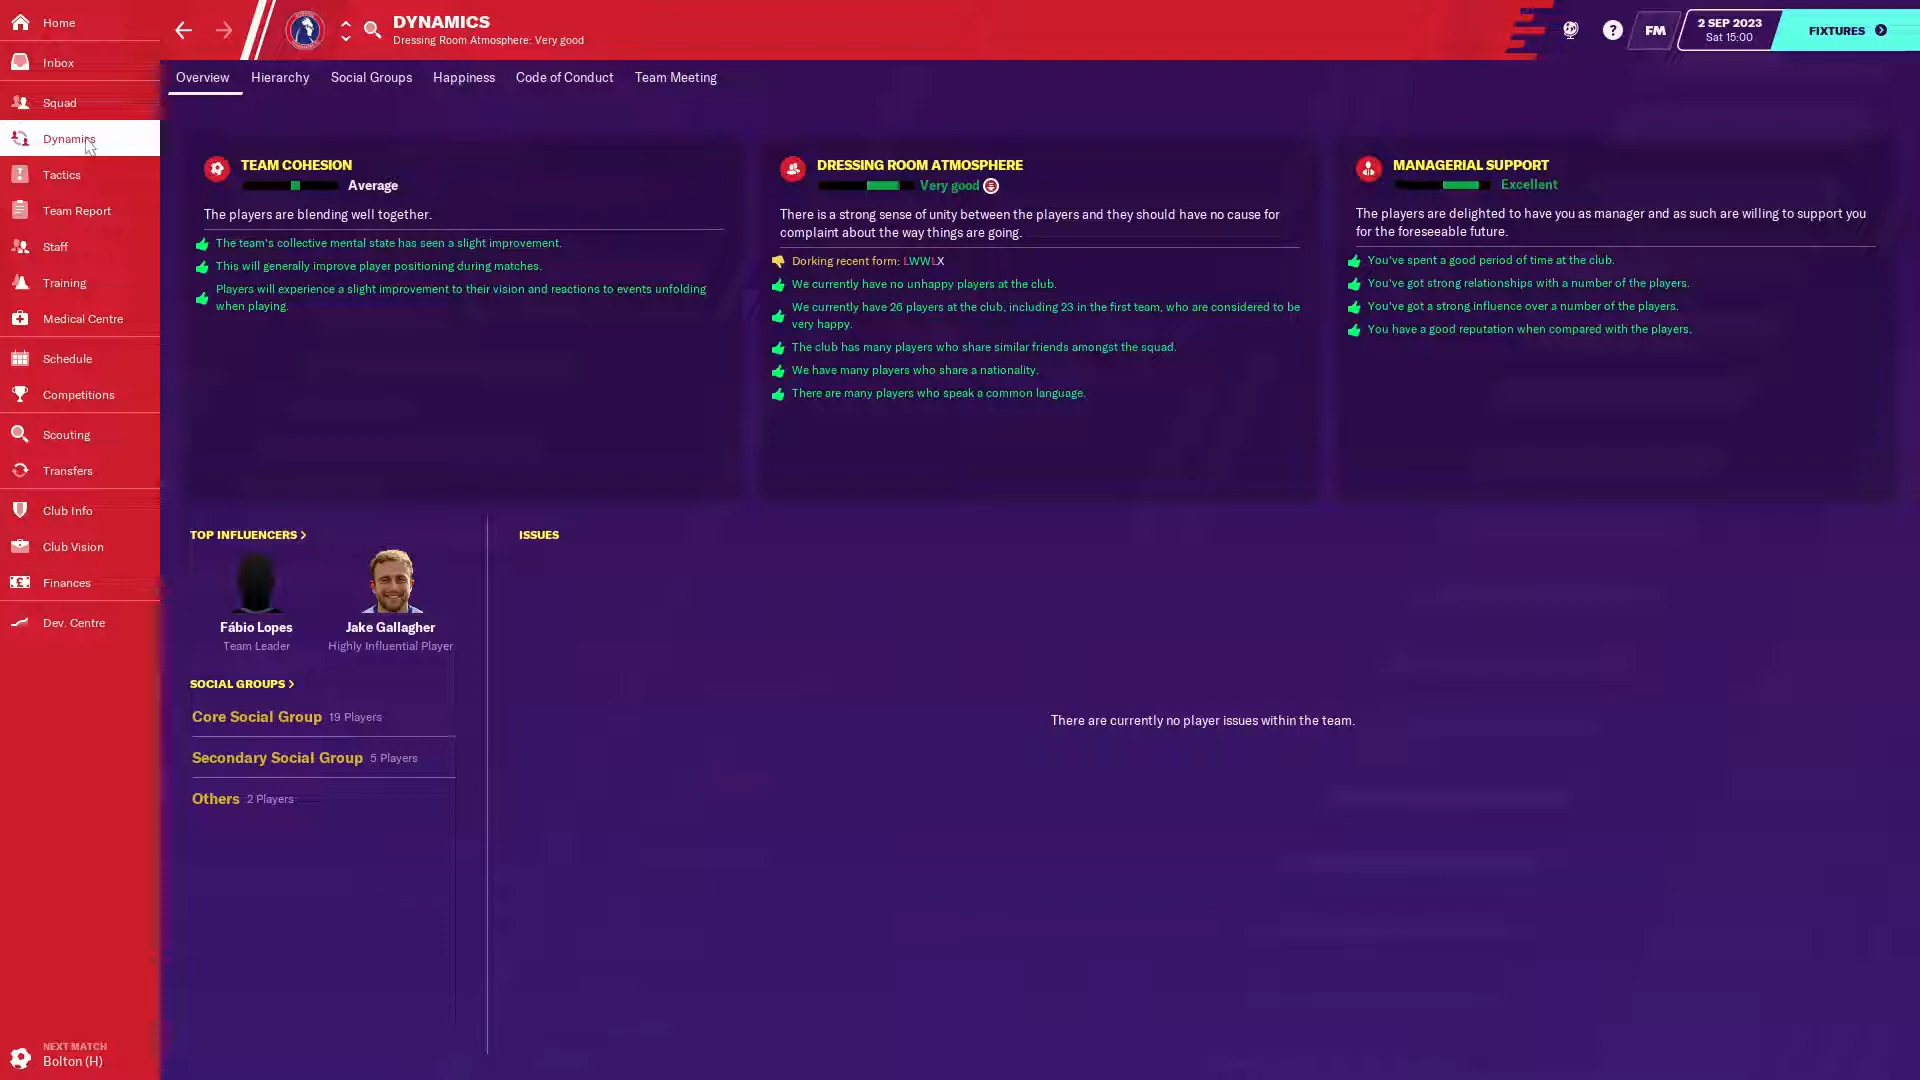 Home
Inbox
Squad
Dynamics
Tactics
Team Report
Staff
Training
Medical Centre
Schedule
Competitions
Scouting
Transfers
Club Info
Club Vision
Finances
Dev. Centre
NEXT MATCH
Bolton (H)
DYNAMICS
Dressing Room Atmosphere: Very good
?
FM
2 SEP 2023
Sat 15:00
FIXTURES
Overview
Hierarchy
Social Groups
Happiness
Code of Conduct
Team Meeting
TEAM COHESION
Average
The players are blending well together.
The team's collective mental state has seen a slight improvement.
This will generally improve player positioning during matches.
Players will experience a slight improvement to their vision and reactions to events unfolding
when playing.
DRESSING ROOM ATMOSPHERE
Very good
There is a strong sense of unity between the players and they should have no cause for
complaint about the way things are going.
Dorking recent form: LWWLX
We currently have no unhappy players at the club.
We currently have 26 players at the club, including 23 in the first team, who are considered to be
very happy.
The club has many players who share similar friends amongst the squad.
We have many players who share a nationality.
There are many players who speak a common language.
MANAGERIAL SUPPORT
Excellent
The players are delighted to have you as manager and as such are willing to support you
for the foreseeable future.
You've spent a good period of time at the club.
You've got strong relationships with a number of the players.
You've got a strong influence over a number of the players.
You have a good reputation when compared with the players.
TOP INFLUENCERS >
Fábio Lopes
Team Leader
Jake Gallagher
Highly Influential Player
SOCIAL GROUPS >
Core Social Group 19 Players
Secondary Social Group 5 Players
Others 2 Players
ISSUES
There are currently no player issues within the team.